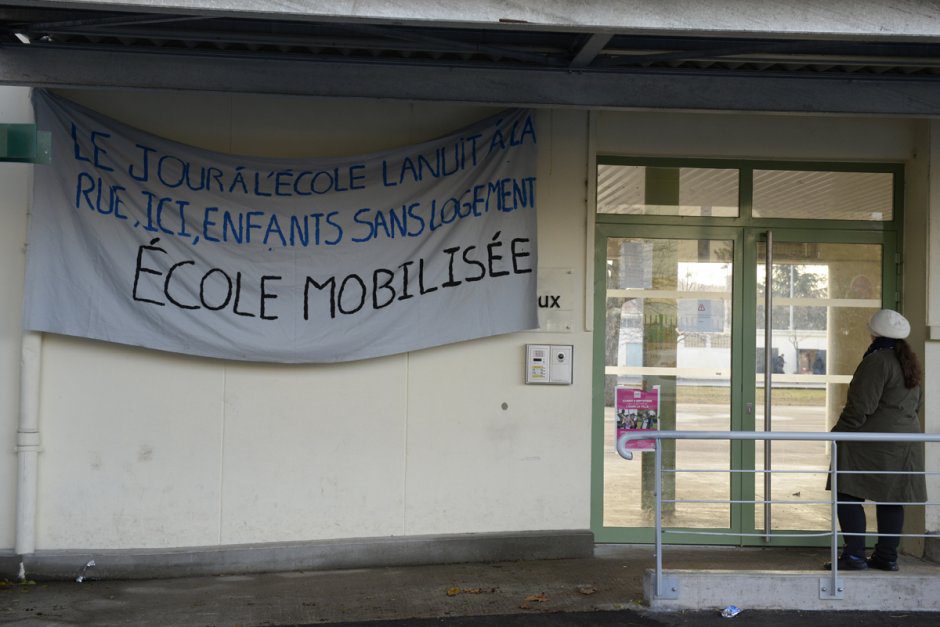 LE JOUR À L'ÉCOLE LA NUIT À LA
RUE, ICI, ENFANTS SANS LOGEMENT
ÉCOLE MOBILISÉE
ux